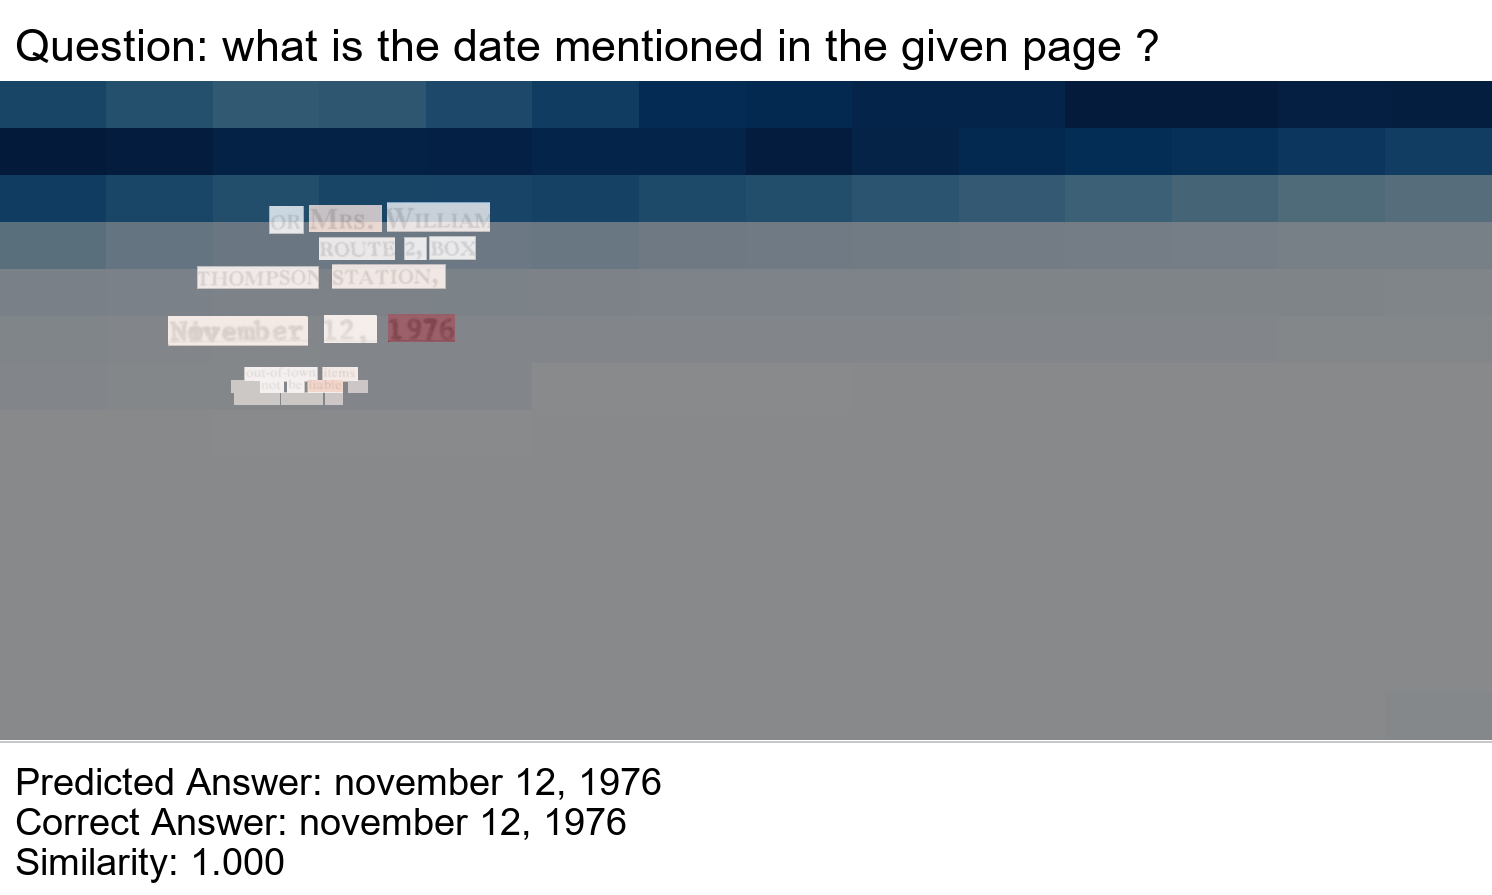 Question: what is the date mentioned in the given page ?
OR MRS. WILLIAM
ROUTE 2, BOX
THOMPSON STATION,
November 12, 1976
out-of-town items
not be liable
Predicted Answer: november 12, 1976
Correct Answer: november 12, 1976
Similarity: 1.000